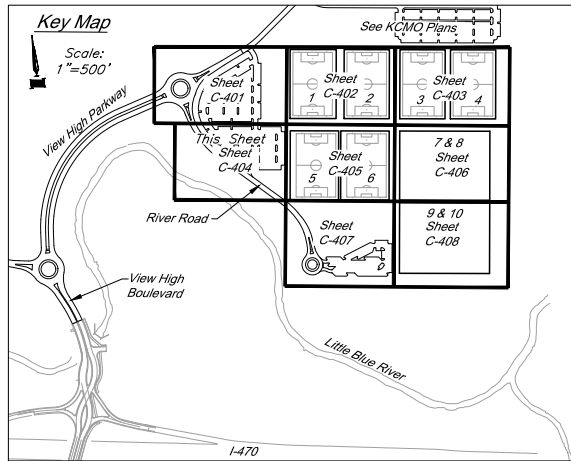 Key Map
Scale:
1"=500'
See KCMO Plans
View High Parkway
Sheet
C-401
1
Sheet
C-402
2
3
Sheet
C-403
4
This Sheet
Sheet
C-404
5
Sheet
C-405
6
7 & 8
Sheet
C-406
River Road
Sheet
C-407
9 & 10
Sheet
C-408
View High
Boulevard
Little Blue River
I-470